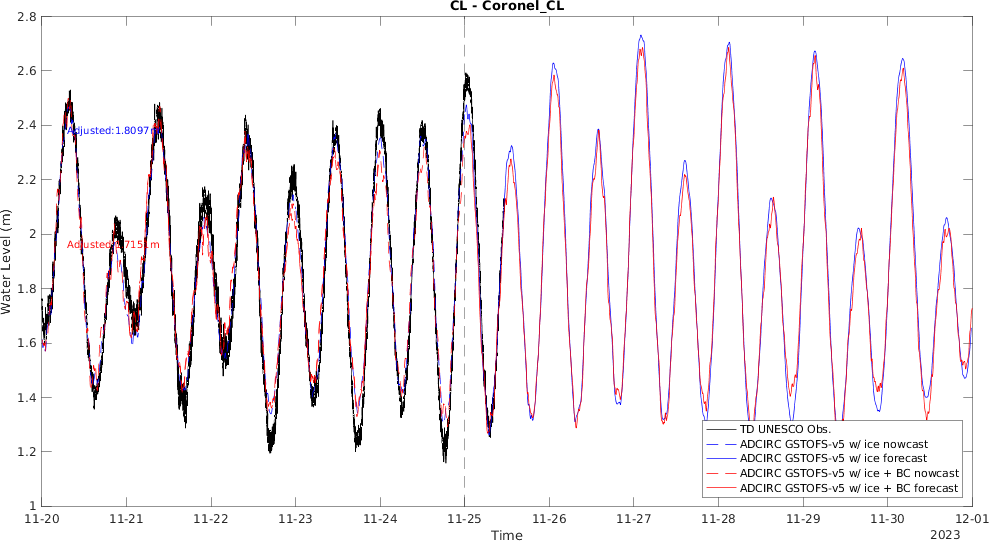 CL - Coronel_CL
2.8
2.6
2.4
2.2
2
1.8
1.6
1.4
1.2
1
Water Level (m)
Adjusted:1.8097m
TD UNESCO Obs.
ADCIRC GSTOFS-v5 w/ ice nowcast
ADCIRC GSTOFS-v5 w/ ice forecast
ADCIRC GSTOFS-v5 w/ ice + BC nowcast
ADCIRC GSTOFS-v5 w/ ice + BC forecast
11-20 11-21 11-22 11-23 11-24 11-25 11-26 11-27 11-28 11-29 11-30 12-01
Time
2023